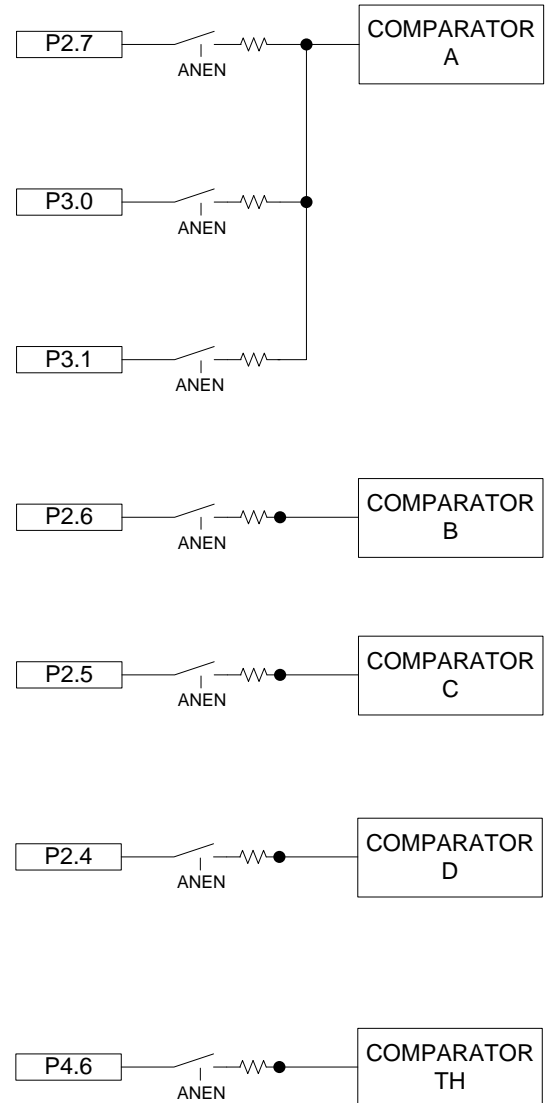 P2.7
ANEN
COMPARATOR
A
P3.0
ANEN
P3.1
ANEN
P2.6
ANEN
COMPARATOR
B
P2.5
ANEN
COMPARATOR
C
P2.4
ANEN
COMPARATOR
D
P4.6
ANEN
COMPARATOR
TH